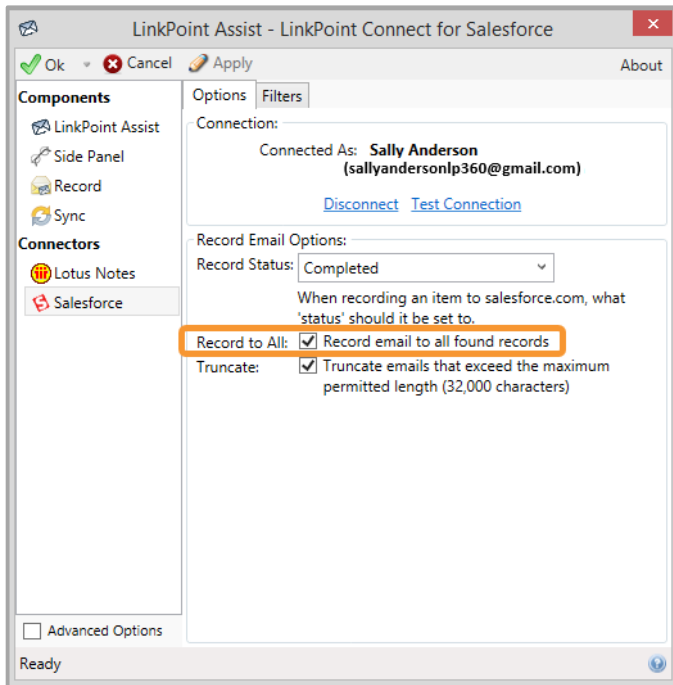 LinkPoint Assist - LinkPoint Connect for Salesforce
Ok Cancel Apply About
Components
LinkPoint Assist
Side Panel
Record
Sync
Connectors
Lotus Notes
Salesforce
Advanced Options
Options Filters
Connection:
Connected As: Sally Anderson
(sallyandersonlp360@gmail.com)
Disconnect Test Connection
Record Email Options:
Record Status: Completed
When recording an item to salesforce.com, what
'status' should it be set to.
Record to All: Record email to all found records
Truncate: Truncate emails that exceed the maximum
permitted length (32,000 characters)
Ready